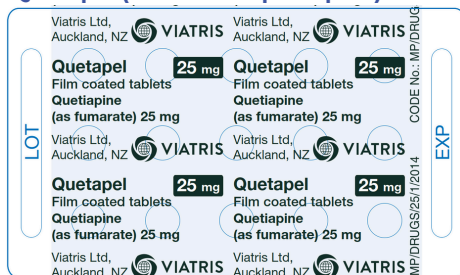 Viatris Ltd, Viatris Ltd,
Auckland, NZ VIATRIS Auckland, NZ VIATRIS
Quetapel 25 mg Quetapel 25 mg
Film coated tablets Film coated tablets
Quetiapine Quetiapine
(as fumarate) 25 mg (as fumarate) 25 mg
Viatris Ltd, Viatris Ltd,
Auckland, NZ VIATRIS Auckland, NZ VIATRIS
Quetapel 25 mg Quetapel 25 mg
Film coated tablets Film coated tablets
Quetiapine Quetiapine
(as fumarate) 25 mg (as fumarate) 25 mg
Viatris Ltd, Viatris Ltd,
Auckland, NZ VIATRIS Auckland, NZ VIATRIS
LOT
EXP
CODE No.: MP/DRUG
MP/DRUGS/25/1/2014